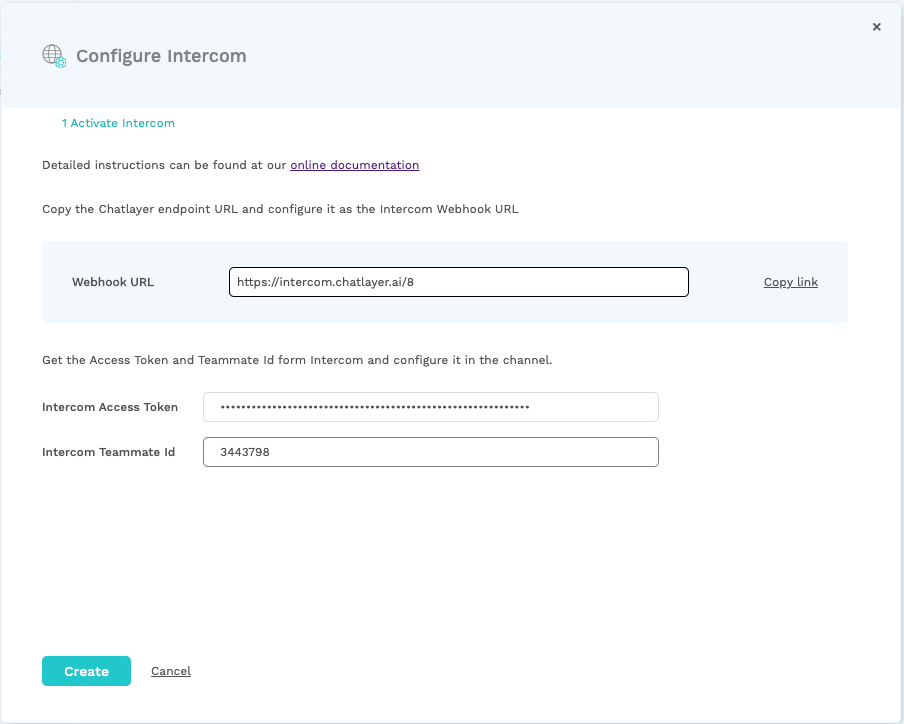 ×
Configure Intercom
1 Activate Intercom
Detailed instructions can be found at our online documentation
Copy the Chatlayer endpoint URL and configure it as the Intercom Webhook URL
Webhook URL https://intercom.chatlayer.ai/8 Copy link
Get the Access Token and Teammate Id form Intercom and configure it in the channel.
Intercom Access Token ••••••••••••••••••••••••••••••••••••••••••••••••••••••••••••
Intercom Teammate Id 3443798
Create Cancel